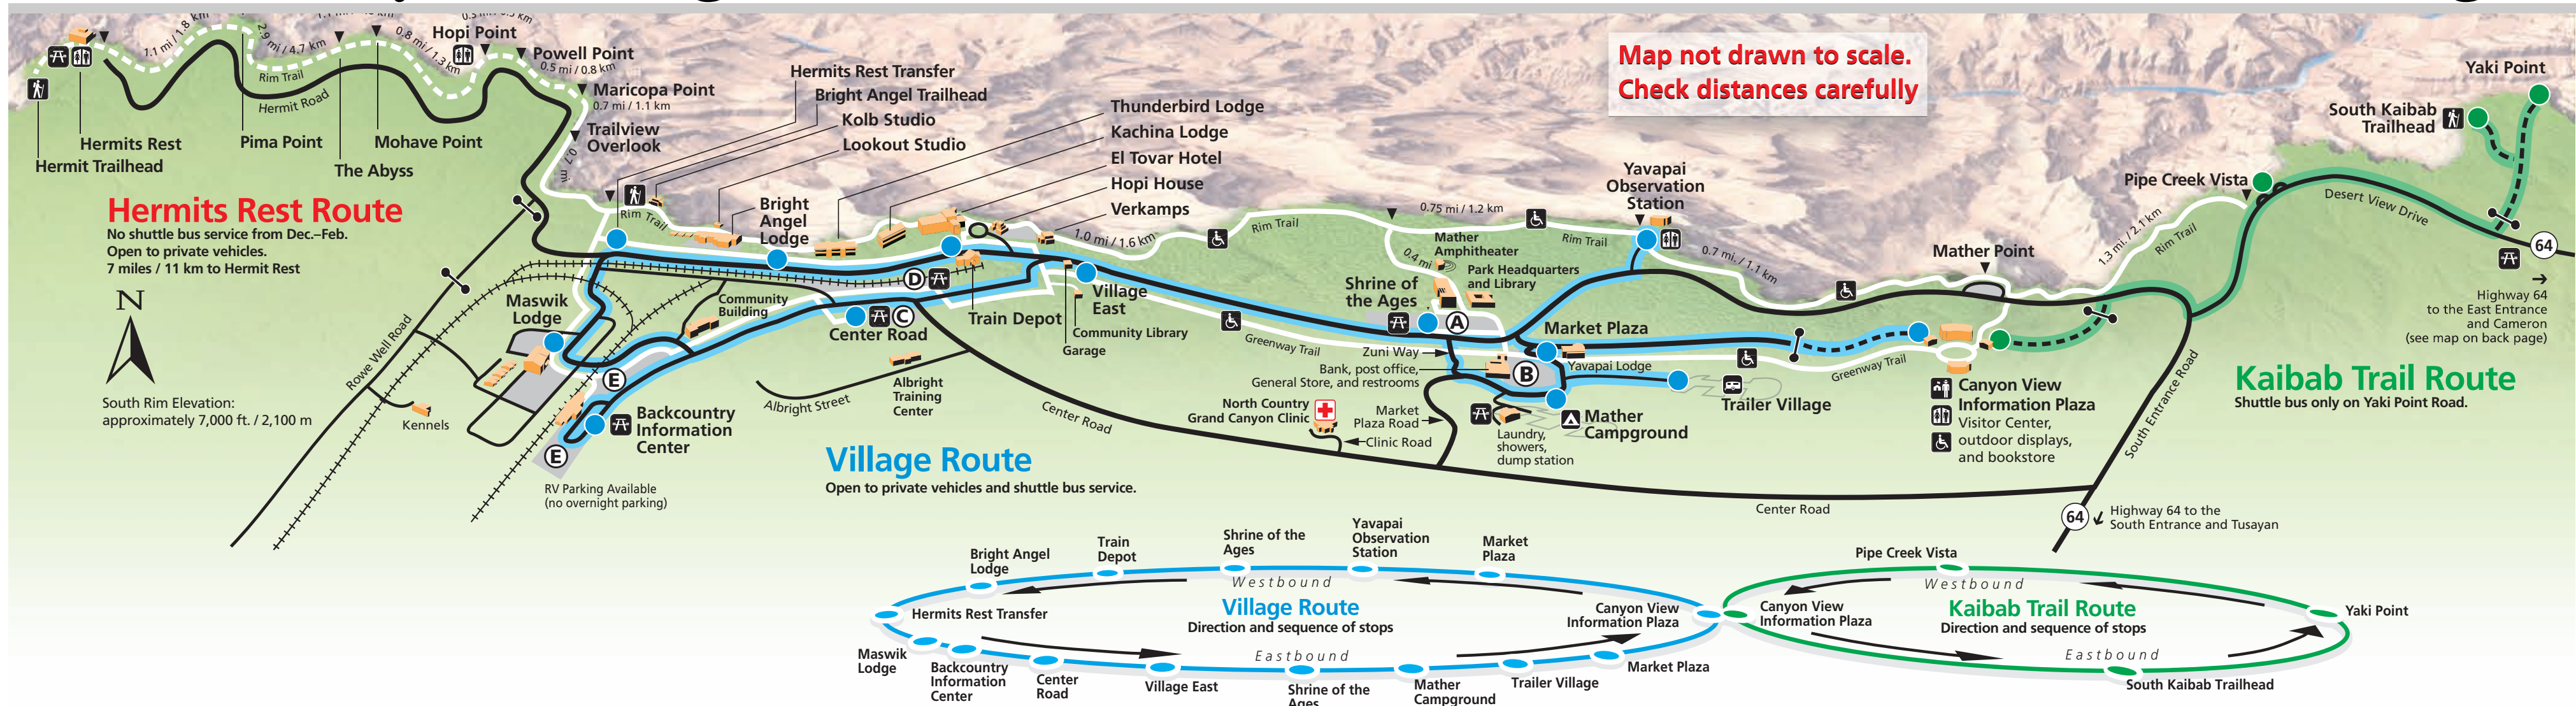 1.1 mi / 1.8 km
2.9 mi / 4.7 km
0.8 mi / 1.3 km
Hopi Point
Powell Point
0.5 mi / 0.8 km
Rim Trail
Hermit Road
Maricopa Point
0.7 mi / 1.1 km
Trailview
Overlook
0.7 mi
Hermits Rest
Hermit Trailhead
Pima Point
The Abyss
Mohave Point
Hermits Rest Route
No shuttle bus service from Dec.–Feb.
Open to private vehicles.
7 miles / 11 km to Hermit Rest
N
South Rim Elevation:
approximately 7,000 ft. / 2,100 m
Hermits Rest Transfer
Bright Angel Trailhead
Kolb Studio
Lookout Studio
Rim Trail
Bright
Angel
Lodge
Thunderbird Lodge
Kachina Lodge
El Tovar Hotel
Hopi House
Verkamps
1.0 mi / 1.6 km
Rim Trail
Map not drawn to scale.
Check distances carefully
0.75 mi / 1.2 km
Rim Trail
Yavapai
Observation
Station
0.7 mi. / 1.1 km
Mather Point
Pipe Creek Vista
1.3 mi. / 2.1 km
Rim Trail
South Kaibab
Trailhead
Yaki Point
Desert View Drive
64
Highway 64
to the East Entrance
and Cameron
(see map on back page)
Kaibab Trail Route
Shuttle bus only on Yaki Point Road.
Maswik
Lodge
Rowe Well Road
Kennels
E
E
Backcountry
Information
Center
RV Parking Available
(no overnight parking)
Community
Building
D
C
Center Road
Train Depot
Village
East
Community Library
Garage
Albright
Training
Center
Albright Street
Center Road
Greenway Trail
0.4 mi
Mather
Amphitheater
Park Headquarters
and Library
Shrine of
the Ages
A
Zuni Way
Bank, post office,
General Store, and restrooms
B
Market Plaza
Yavapai Lodge
North Country
Grand Canyon Clinic
Market
Plaza Road
Clinic Road
Laundry,
showers,
dump station
Mather
Campground
Trailer Village
Greenway Trail
Canyon View
Information Plaza
Visitor Center,
outdoor displays,
and bookstore
South Entrance Road
Center Road
64
Highway 64 to the
South Entrance and Tusayan
Village Route
Open to private vehicles and shuttle bus service.
Bright Angel
Lodge
Train
Depot
Shrine of the
Ages
Yavapai
Observation
Station
Market
Plaza
Westbound
Hermits Rest Transfer
Village Route
Direction and sequence of stops
Canyon View
Information Plaza
Eastbound
Maswik
Lodge
Backcountry
Information
Center
Center
Road
Village East
Shrine of the
Ages
Mather
Campground
Trailer Village
Market Plaza
Pipe Creek Vista
Westbound
Canyon View
Information Plaza
Kaibab Trail Route
Direction and sequence of stops
Yaki Point
Eastbound
South Kaibab Trailhead